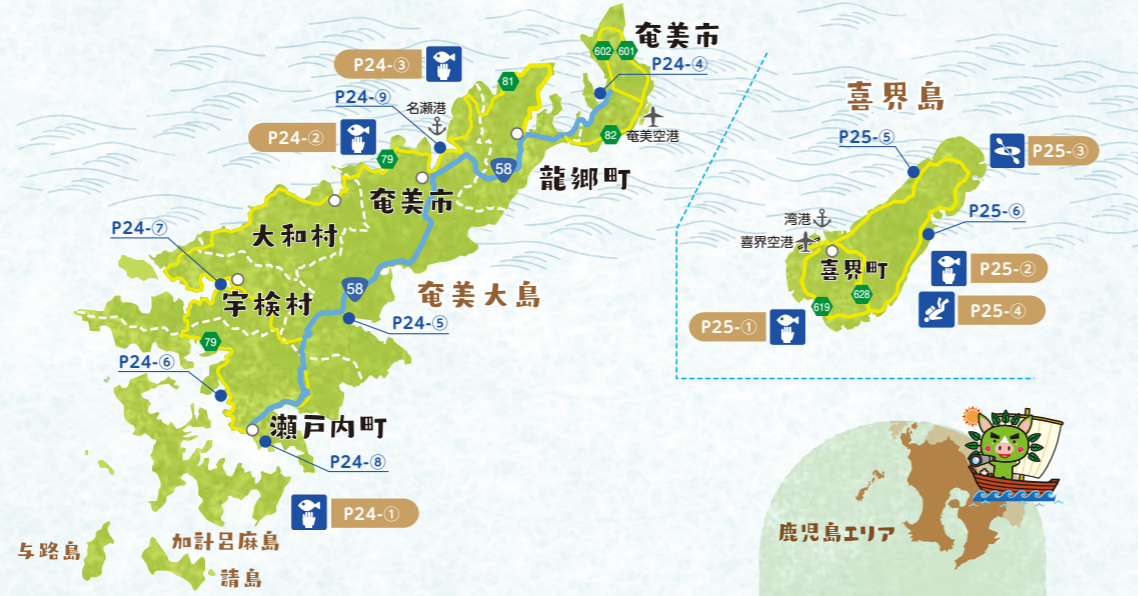 奄美市
602
601
P24-④
P24-③
81
P24-⑨
名瀬港
P24-②
82
奄美空港
79
58
龍郷町
奄美市
大和村
P24-⑦
宇検村
58
奄美大島
P24-⑤
79
P24-⑥
瀬戸内町
P24-⑧
P24-①
加計呂麻島
与路島
請島
喜界島
P25-⑤
P25-③
P25-⑥
湾港
喜界空港
喜界町
P25-②
628
619
P25-④
P25-①
鹿児島エリア